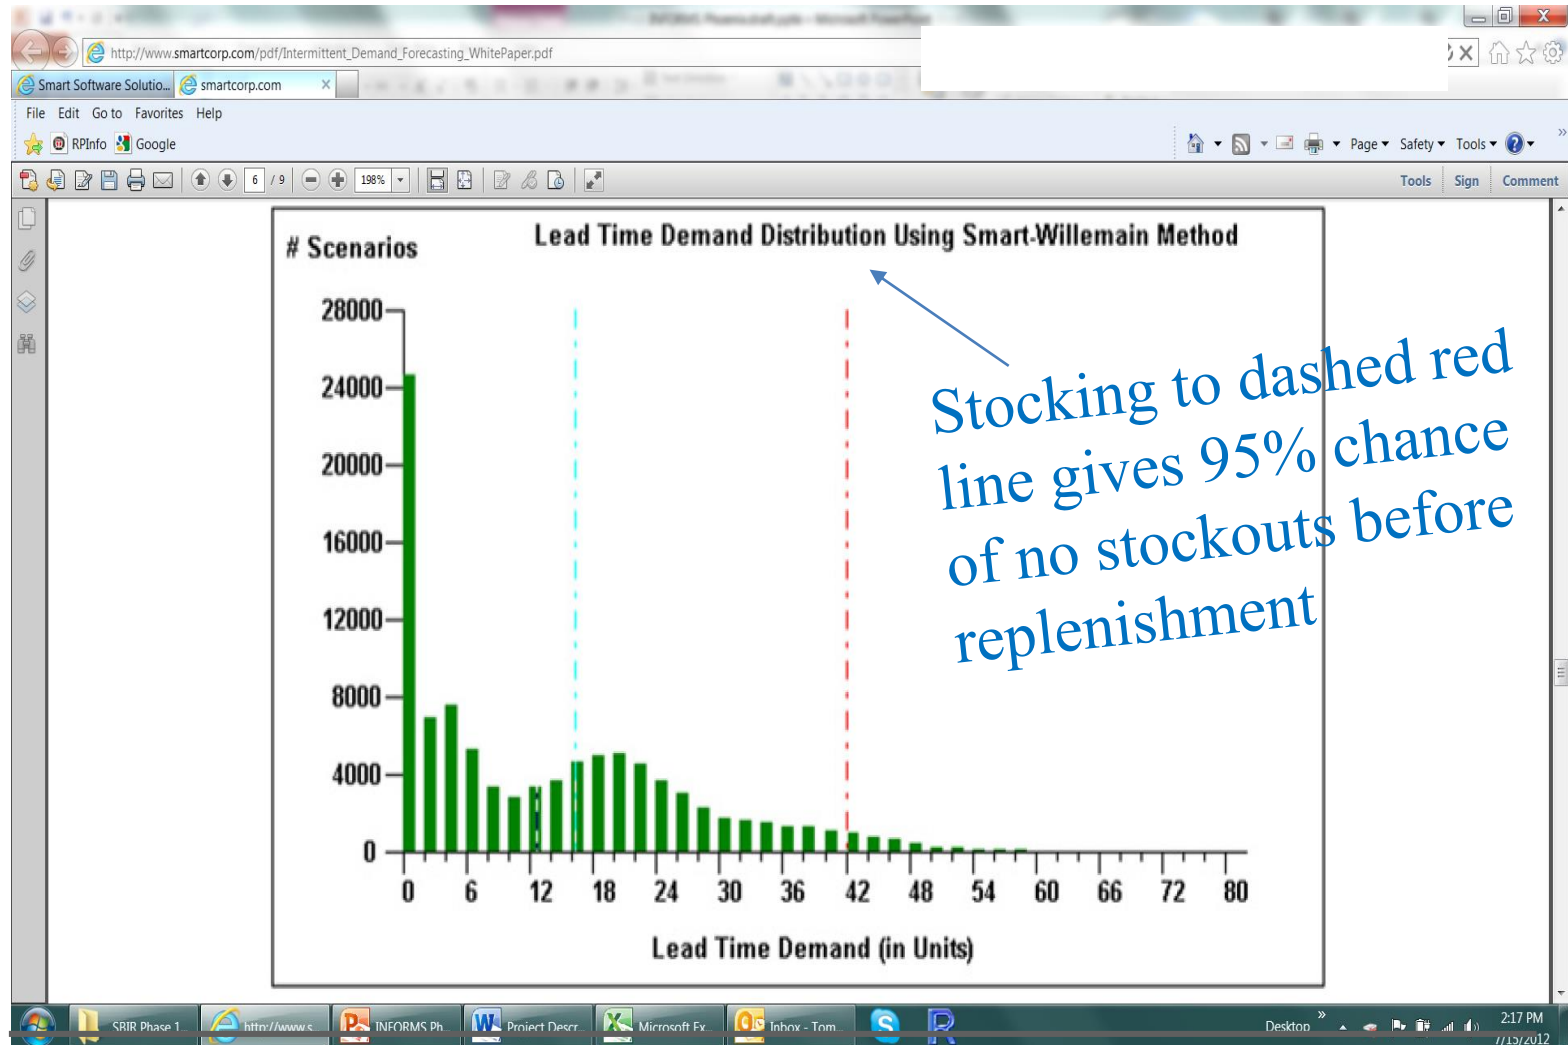 http://www.smartcorp.com/pdf/Intermittent_Demand_Forecasting_WhitePaper.pdf
Smart Software Solutio... smartcorp.com
File Edit Go to Favorites Help
RPInfo Google
Page Safety Tools
6 / 9 198% Tools Sign Comment
# Scenarios
Lead Time Demand Distribution Using Smart-Willemain Method
28000
24000
20000
16000
12000
8000
4000
0
0 6 12 18 24 30 36 42 48 54 60 66 72 80
Lead Time Demand (in Units)
Stocking to dashed red
line gives 95% chance
of no stockouts before
replenishment
SBIR Phase 1... http://www.s... INFORMS Ph... Project Descr... Microsoft Ex... Inbox - Tom... Desktop 2:17 PM
7/15/2012